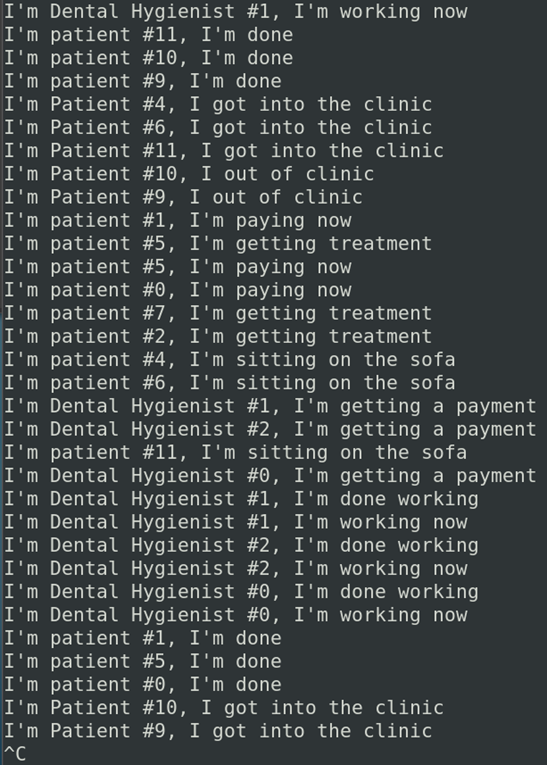 I'm Dental Hygienist #1, I'm working now
I'm patient #11, I'm done
I'm patient #10, I'm done
I'm patient #9, I'm done
I'm Patient #4, I got into the clinic
I'm Patient #6, I got into the clinic
I'm Patient #11, I got into the clinic
I'm Patient #10, I out of clinic
I'm Patient #9, I out of clinic
I'm patient #1, I'm paying now
I'm patient #5, I'm getting treatment
I'm patient #5, I'm paying now
I'm patient #0, I'm paying now
I'm patient #7, I'm getting treatment
I'm patient #2, I'm getting treatment
I'm patient #4, I'm sitting on the sofa
I'm patient #6, I'm sitting on the sofa
I'm Dental Hygienist #1, I'm getting a payment
I'm Dental Hygienist #2, I'm getting a payment
I'm patient #11, I'm sitting on the sofa
I'm Dental Hygienist #0, I'm getting a payment
I'm Dental Hygienist #1, I'm done working
I'm Dental Hygienist #1, I'm working now
I'm Dental Hygienist #2, I'm done working
I'm Dental Hygienist #2, I'm working now
I'm Dental Hygienist #0, I'm done working
I'm Dental Hygienist #0, I'm working now
I'm patient #1, I'm done
I'm patient #5, I'm done
I'm patient #0, I'm done
I'm Patient #10, I got into the clinic
I'm Patient #9, I got into the clinic
^C